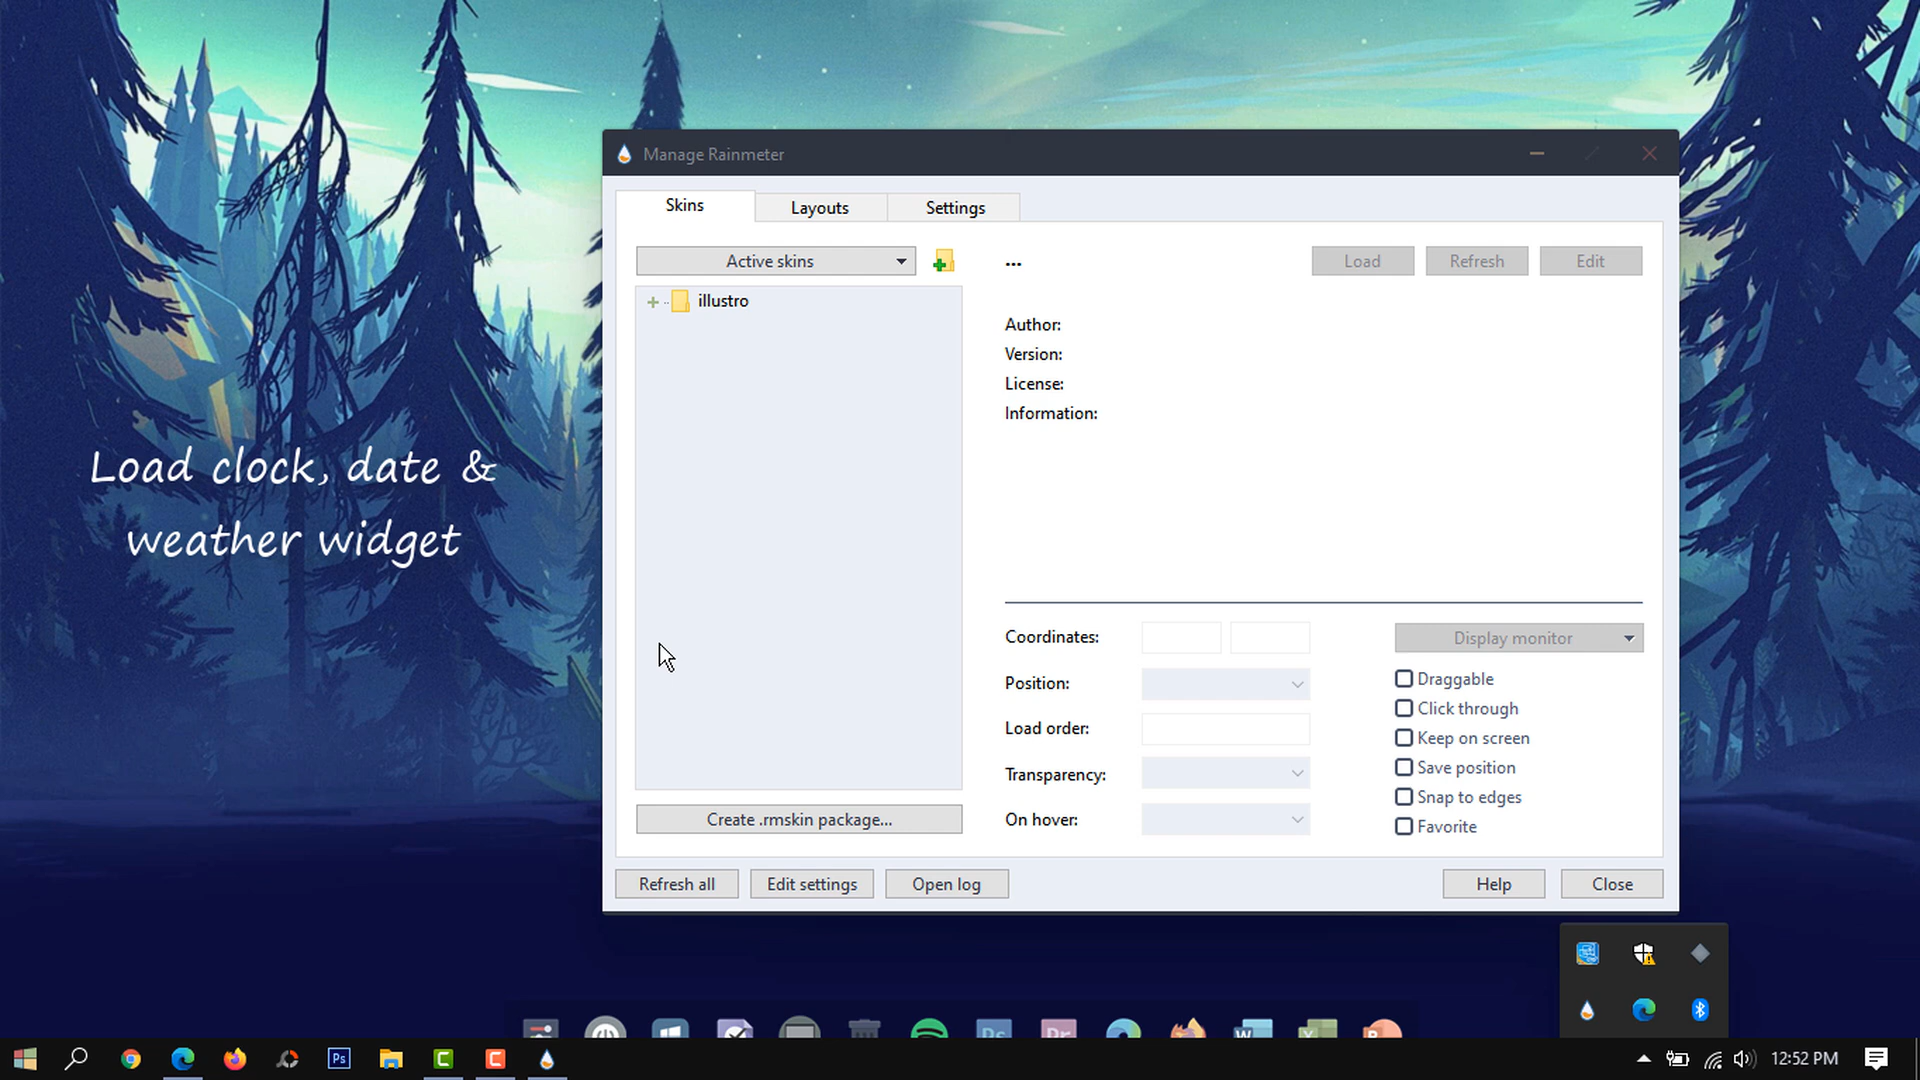 Manage Rainmeter
Skins
Layouts
Settings
Active skins
...
Load
Refresh
Edit
illustro
Author:
Version:
License:
Information:
Load clock, date &
weather widget
Coordinates:
Display monitor
Position:
Draggable
Click through
Load order:
Keep on screen
Transparency:
Save position
Snap to edges
On hover:
Favorite
Create .rmskin package...
Refresh all
Edit settings
Open log
Help
Close
Ps
12:52 PM